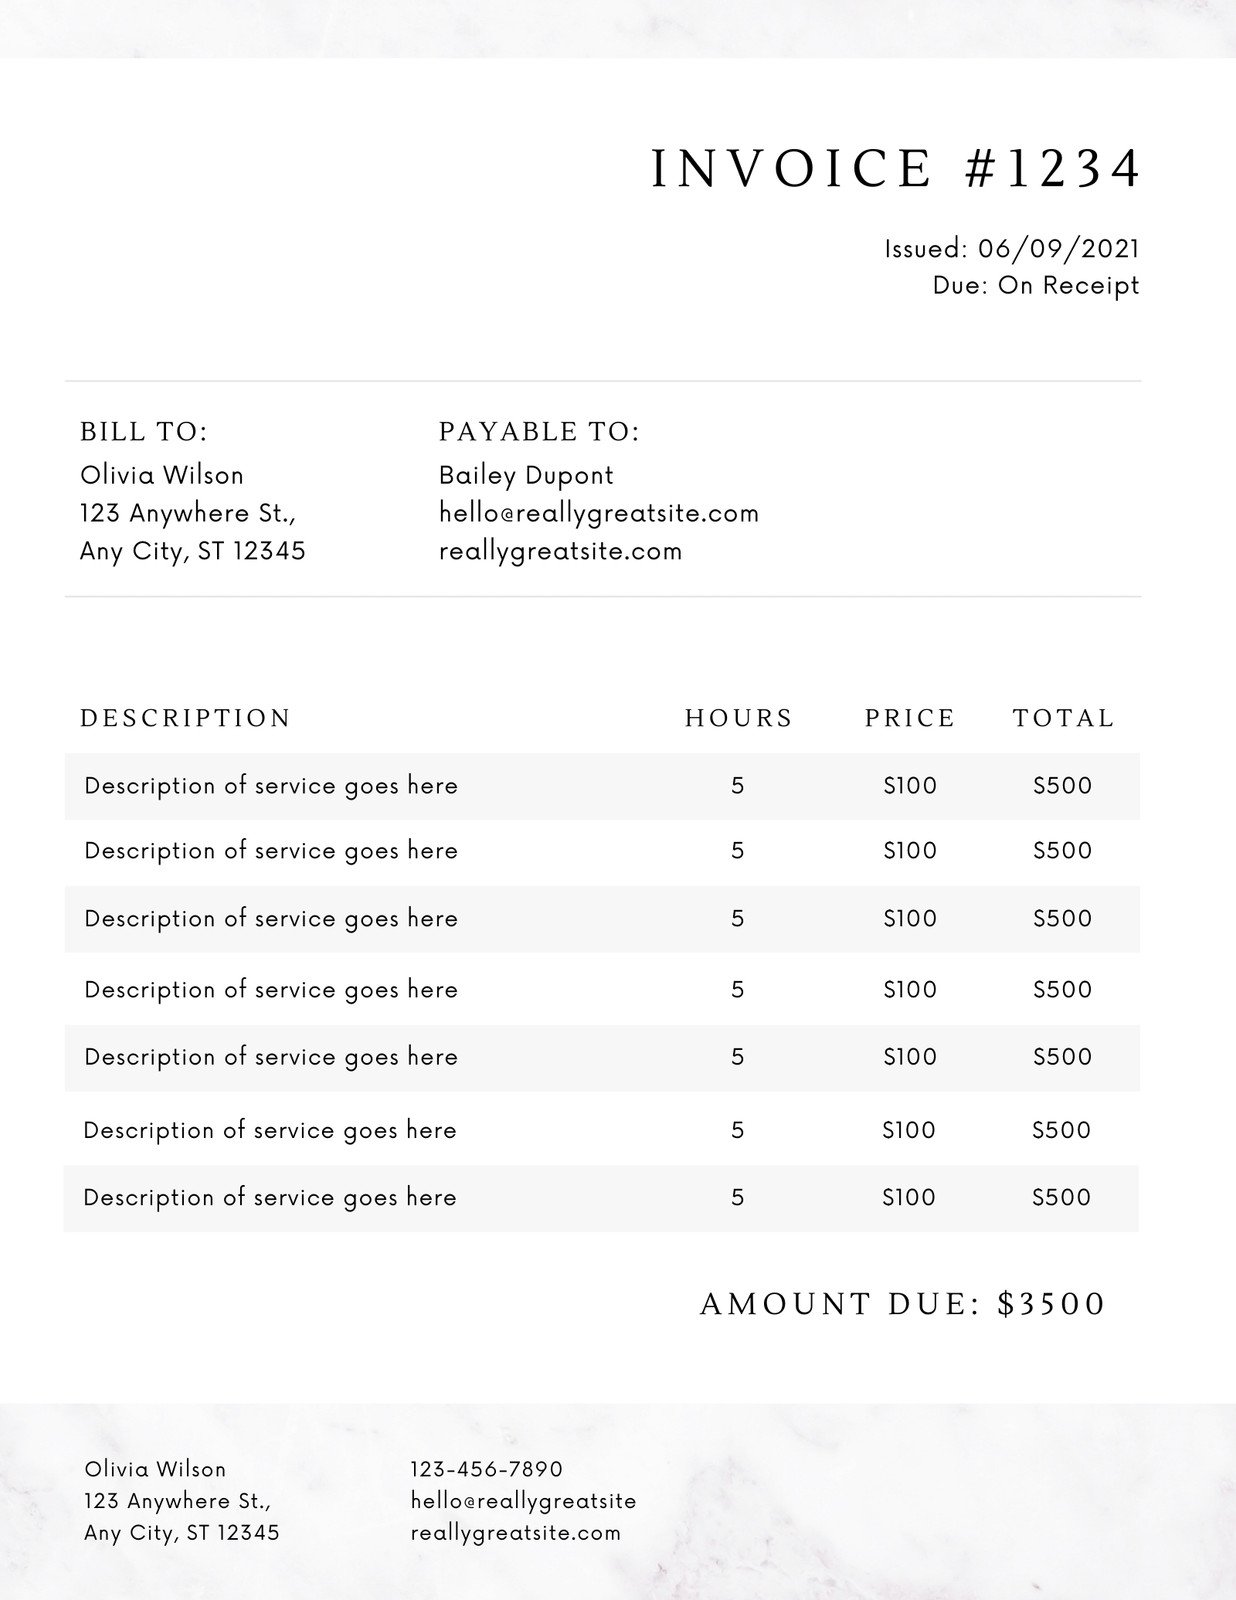 INVOICE #1234
Issued: 06/09/2021
Due: On Receipt
BILL TO:
Olivia Wilson
123 Anywhere St.,
Any City, ST 12345
PAYABLE TO:
Bailey Dupont
hello@reallygreatsite.com
reallygreatsite.com
DESCRIPTION HOURS PRICE TOTAL
Description of service goes here 5 $100 $500
Description of service goes here 5 $100 $500
Description of service goes here 5 $100 $500
Description of service goes here 5 $100 $500
Description of service goes here 5 $100 $500
Description of service goes here 5 $100 $500
Description of service goes here 5 $100 $500
AMOUNT DUE: $3500
Olivia Wilson
123 Anywhere St.,
Any City, ST 12345
123-456-7890
hello@reallygreatsite
reallygreatsite.com